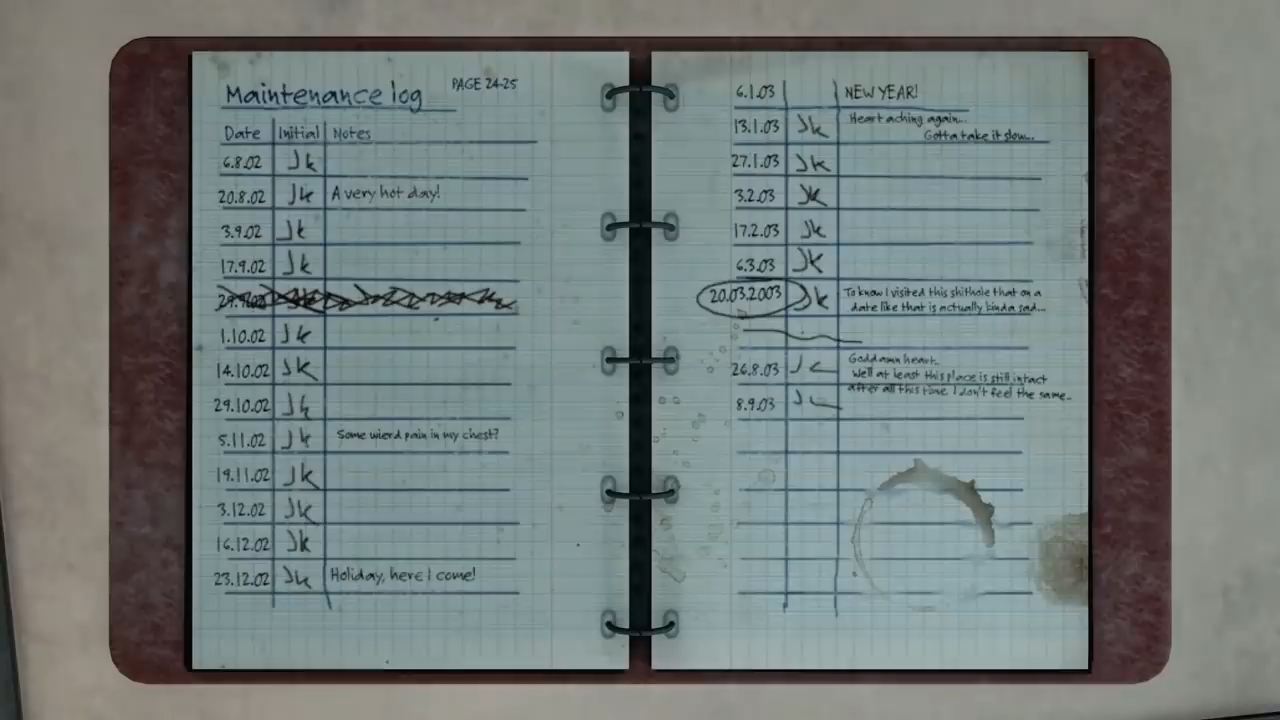 Maintenance log
PAGE 24-25
Date Initial Notes
6.8.02 Jk
20.8.02 Jk A very hot day!
3.9.02 Jk
17.9.02 Jk
1.10.02 Jk
14.10.02 Jk
29.10.02 Jk
5.11.02 Jk Some wierd pain in my chest?
19.11.02 Jk
3.12.02 Jk
16.12.02 Jk
23.12.02 Jk Holiday, here I come!
6.1.03 NEW YEAR!
13.1.03 Jk Heart aching again...
Gotta take it slow...
27.1.03 Jk
3.2.03 Jk
17.2.03 Jk
6.3.03 Jk
20.03.2003 Jk To know I visited this shithole that on a
date like that is actually kinda sad...
26.8.03 Goddamn heart...
Well at least this place is still intact
after all this time. I don't feel the same...
8.9.03